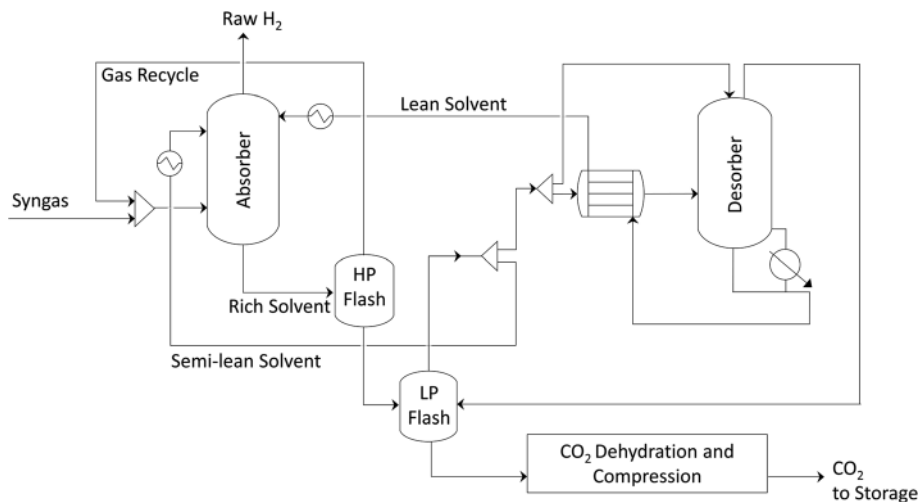 Raw H₂
Gas Recycle
Lean Solvent
Absorber
Desorber
Syngas
HP
Flash
Rich Solvent
Semi-lean Solvent
LP
Flash
CO₂ Dehydration and
Compression
CO₂
to Storage